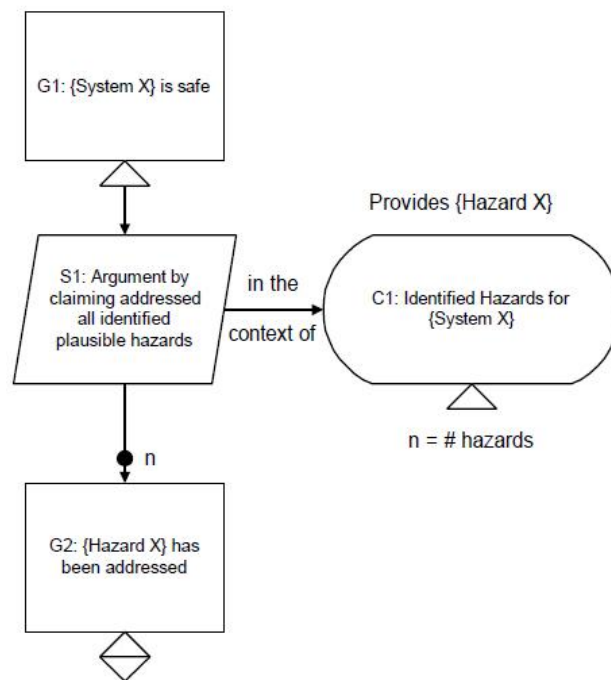 G1: {System X} is safe
Provides {Hazard X}
S1: Argument by
claiming addressed
all identified
plausible hazards
in the
context of
C1: Identified Hazards for
{System X}
n = # hazards
n
G2: {Hazard X} has
been addressed